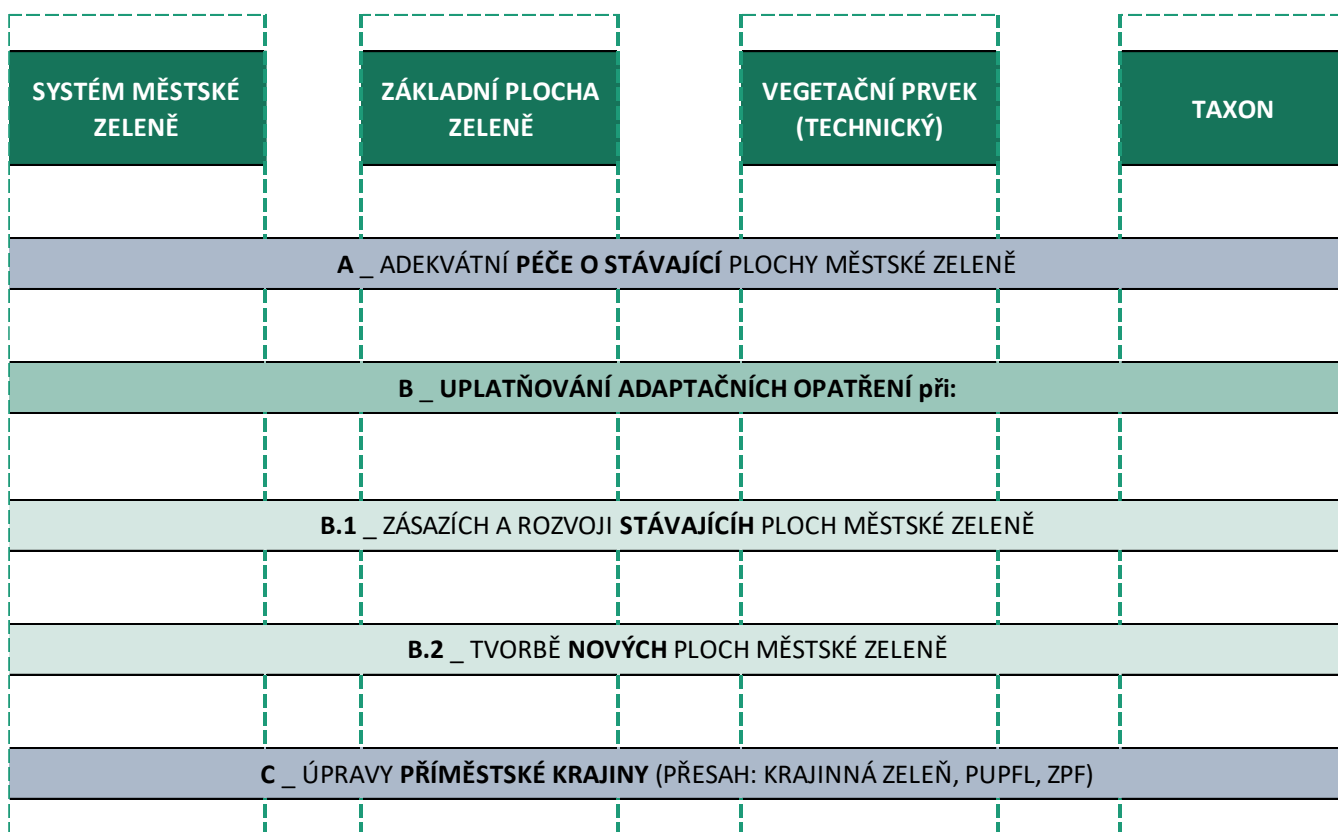 SYSTÉM MĚSTSKÉ
ZELENĚ
ZÁKLADNÍ PLOCHA
ZELENĚ
VEGETAČNÍ PRVEK
(TECHNICKÝ)
TAXON
A _ ADEKVÁTNÍ PÉČE O STÁVAJÍCÍ PLOCHY MĚSTSKÉ ZELENĚ
B _ UPLATŇOVÁNÍ ADAPTAČNÍCH OPATŘENÍ při:
B.1 _ ZÁSAZÍCH A ROZVOJI STÁVAJÍCÍH PLOCH MĚSTSKÉ ZELENĚ
B.2 _ TVORBĚ NOVÝCH PLOCH MĚSTSKÉ ZELENĚ
C _ ÚPRAVY PŘÍMĚSTSKÉ KRAJINY (PŘESAH: KRAJINNÁ ZELEŇ, PUPFL, ZPF)